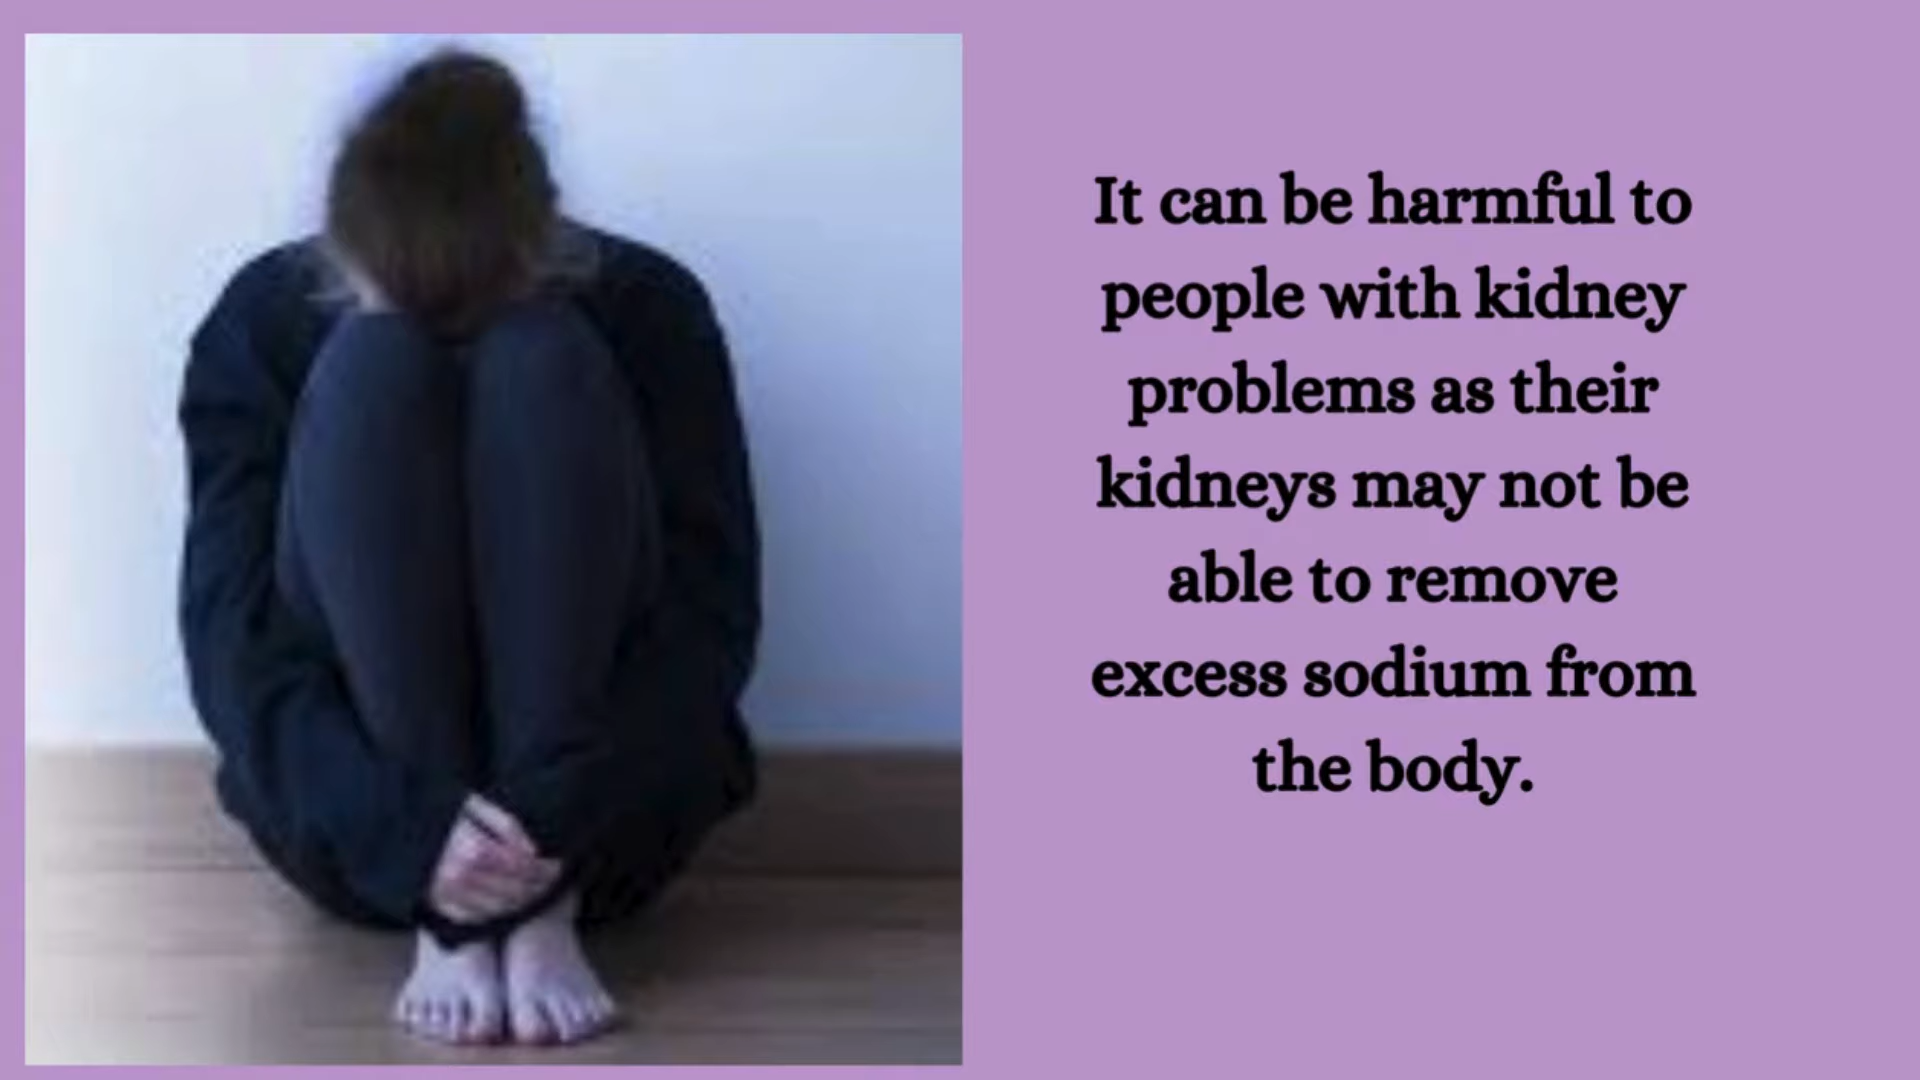 It can be harmful to
people with kidney
problems as their
kidneys may not be
able to remove
excess sodium from
the body.